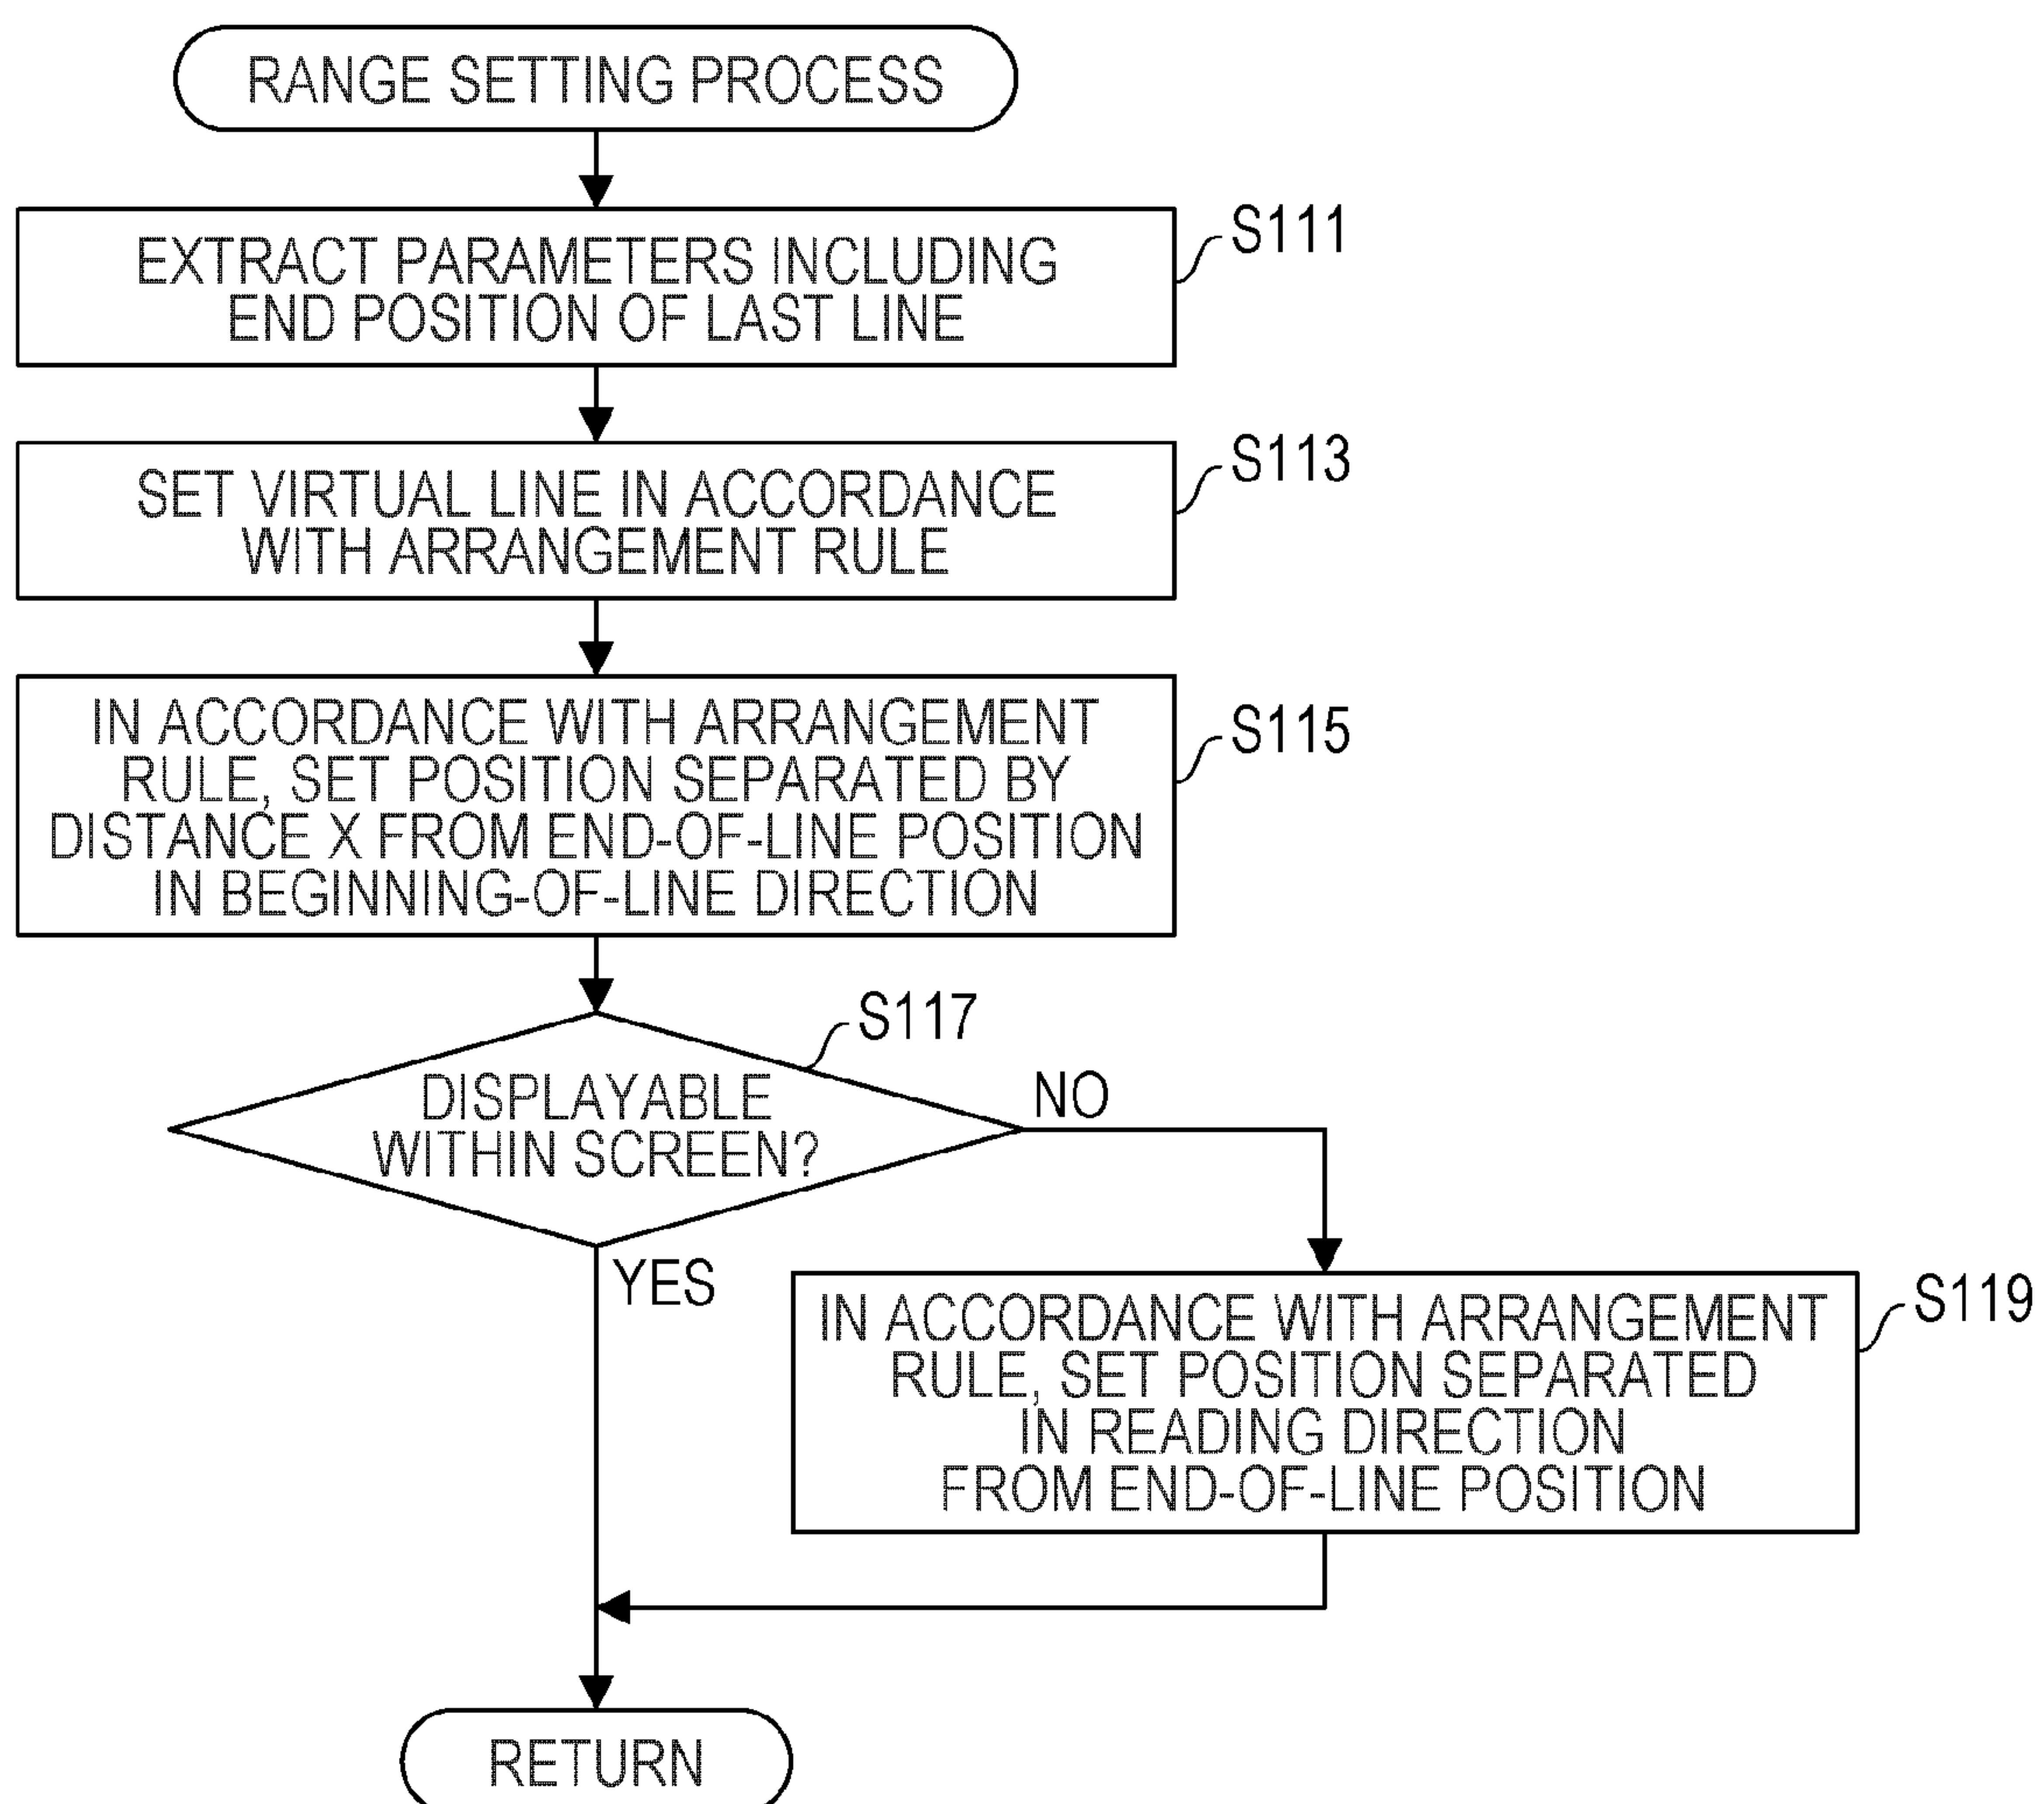 RANGE SETTING PROCESS
EXTRACT PARAMETERS INCLUDING
END POSITION OF LAST LINE
S111
SET VIRTUAL LINE IN ACCORDANCE
WITH ARRANGEMENT RULE
S113
IN ACCORDANCE WITH ARRANGEMENT
RULE, SET POSITION SEPARATED BY
DISTANCE X FROM END-OF-LINE POSITION
IN BEGINNING-OF-LINE DIRECTION
S115
S117
DISPLAYABLE
WITHIN SCREEN?
NO
YES
IN ACCORDANCE WITH ARRANGEMENT
RULE, SET POSITION SEPARATED
IN READING DIRECTION
FROM END-OF-LINE POSITION
S119
RETURN